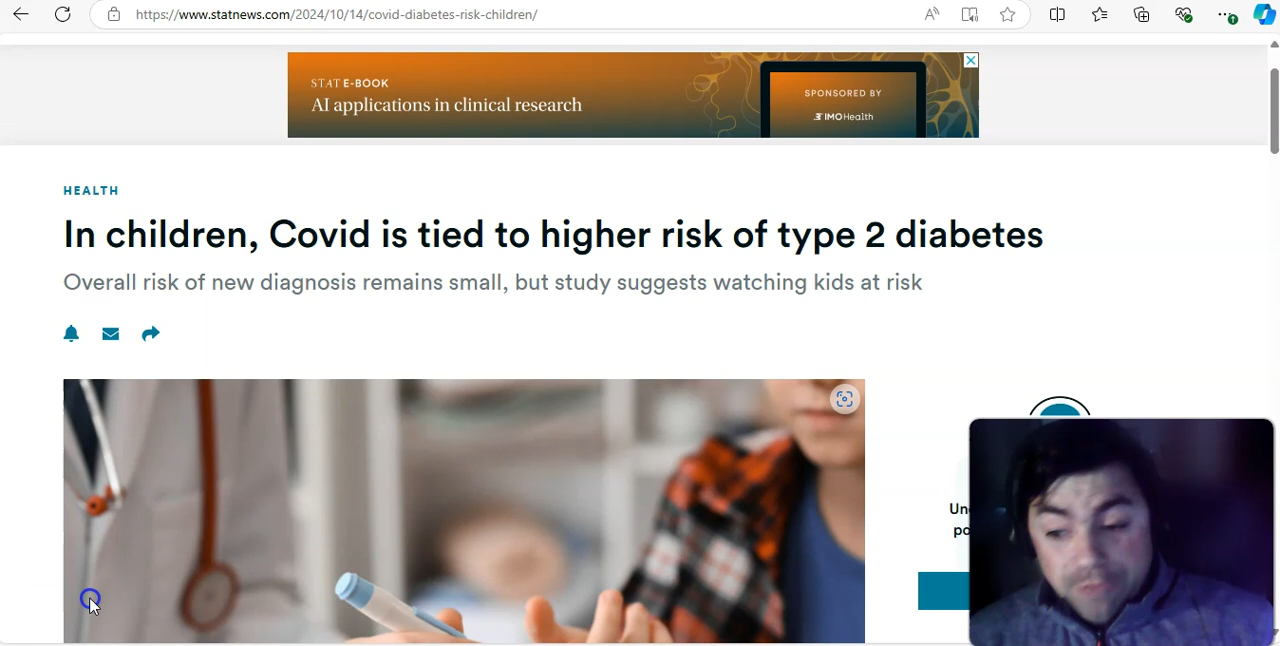 https://www.statnews.com/2024/10/14/covid-diabetes-risk-children/
STAT E-BOOK
AI applications in clinical research
SPONSORED BY
IMO Health
HEALTH
In children, Covid is tied to higher risk of type 2 diabetes
Overall risk of new diagnosis remains small, but study suggests watching kids at risk